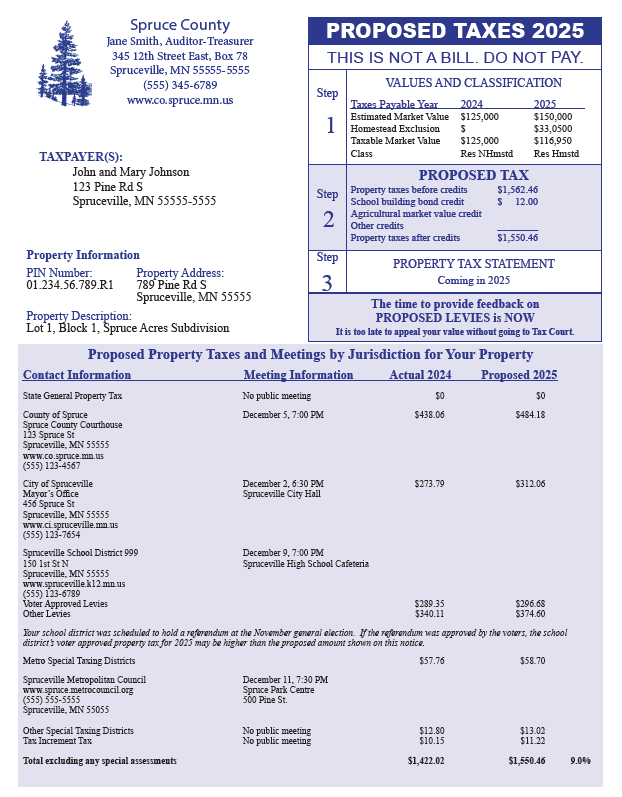 Spruce County
Jane Smith, Auditor-Treasurer
345 12th Street East, Box 78
Spruceville, MN 55555-5555
(555) 345-6789
www.co.spruce.mn.us
TAXPAYER(S):
John and Mary Johnson
123 Pine Rd S
Spruceville, MN 55555-5555
Property Information
PIN Number: Property Address:
01.234.56.789.R1 789 Pine Rd S
Spruceville, MN 55555
Property Description:
Lot 1, Block 1, Spruce Acres Subdivision
PROPOSED TAXES 2025
THIS IS NOT A BILL. DO NOT PAY.
Step 1
VALUES AND CLASSIFICATION
Taxes Payable Year 2024 2025
Estimated Market Value $125,000 $150,000
Homestead Exclusion $ $33,0500
Taxable Market Value $125,000 $116,950
Class Res NHmstd Res Hmstd
Step 2
PROPOSED TAX
Property taxes before credits $1,562.46
School building bond credit $ 12.00
Agricultural market value credit
Other credits
Property taxes after credits $1,550.46
Step 3
PROPERTY TAX STATEMENT
Coming in 2025
The time to provide feedback on
PROPOSED LEVIES is NOW
It is too late to appeal your value without going to Tax Court.
Proposed Property Taxes and Meetings by Jurisdiction for Your Property
Contact Information Meeting Information Actual 2024 Proposed 2025
State General Property Tax No public meeting $0 $0
County of Spruce December 5, 7:00 PM $438.06 $484.18
Spruce County Courthouse
123 Spruce St
Spruceville, MN 55555
www.co.spruce.mn.us
(555) 123-4567
City of Spruceville December 2, 6:30 PM $273.79 $312.06
Mayor's Office Spruceville City Hall
456 Spruce St
Spruceville, MN 55555
www.ci.spruceville.mn.us
(555) 123-7654
Spruceville School District 999 December 9, 7:00 PM
150 1st St N Spruceville High School Cafeteria
Spruceville, MN 55555
www.spruceville.k12.mn.us
(555) 123-6789
Voter Approved Levies $289.35 $296.68
Other Levies $340.11 $374.60
Your school district was scheduled to hold a referendum at the November general election. If the referendum was approved by the voters, the school
district's voter approved property tax for 2025 may be higher than the proposed amount shown on this notice.
Metro Special Taxing Districts $57.76 $58.70
Spruceville Metropolitan Council December 11, 7:30 PM
www.spruce.metrocouncil.org Spruce Park Centre
(555) 555-5555 500 Pine St.
Spruceville, MN 55055
Other Special Taxing Districts No public meeting $12.80 $13.02
Tax Increment Tax No public meeting $10.15 $11.22
Total excluding any special assessments $1,422.02 $1,550.46 9.0%